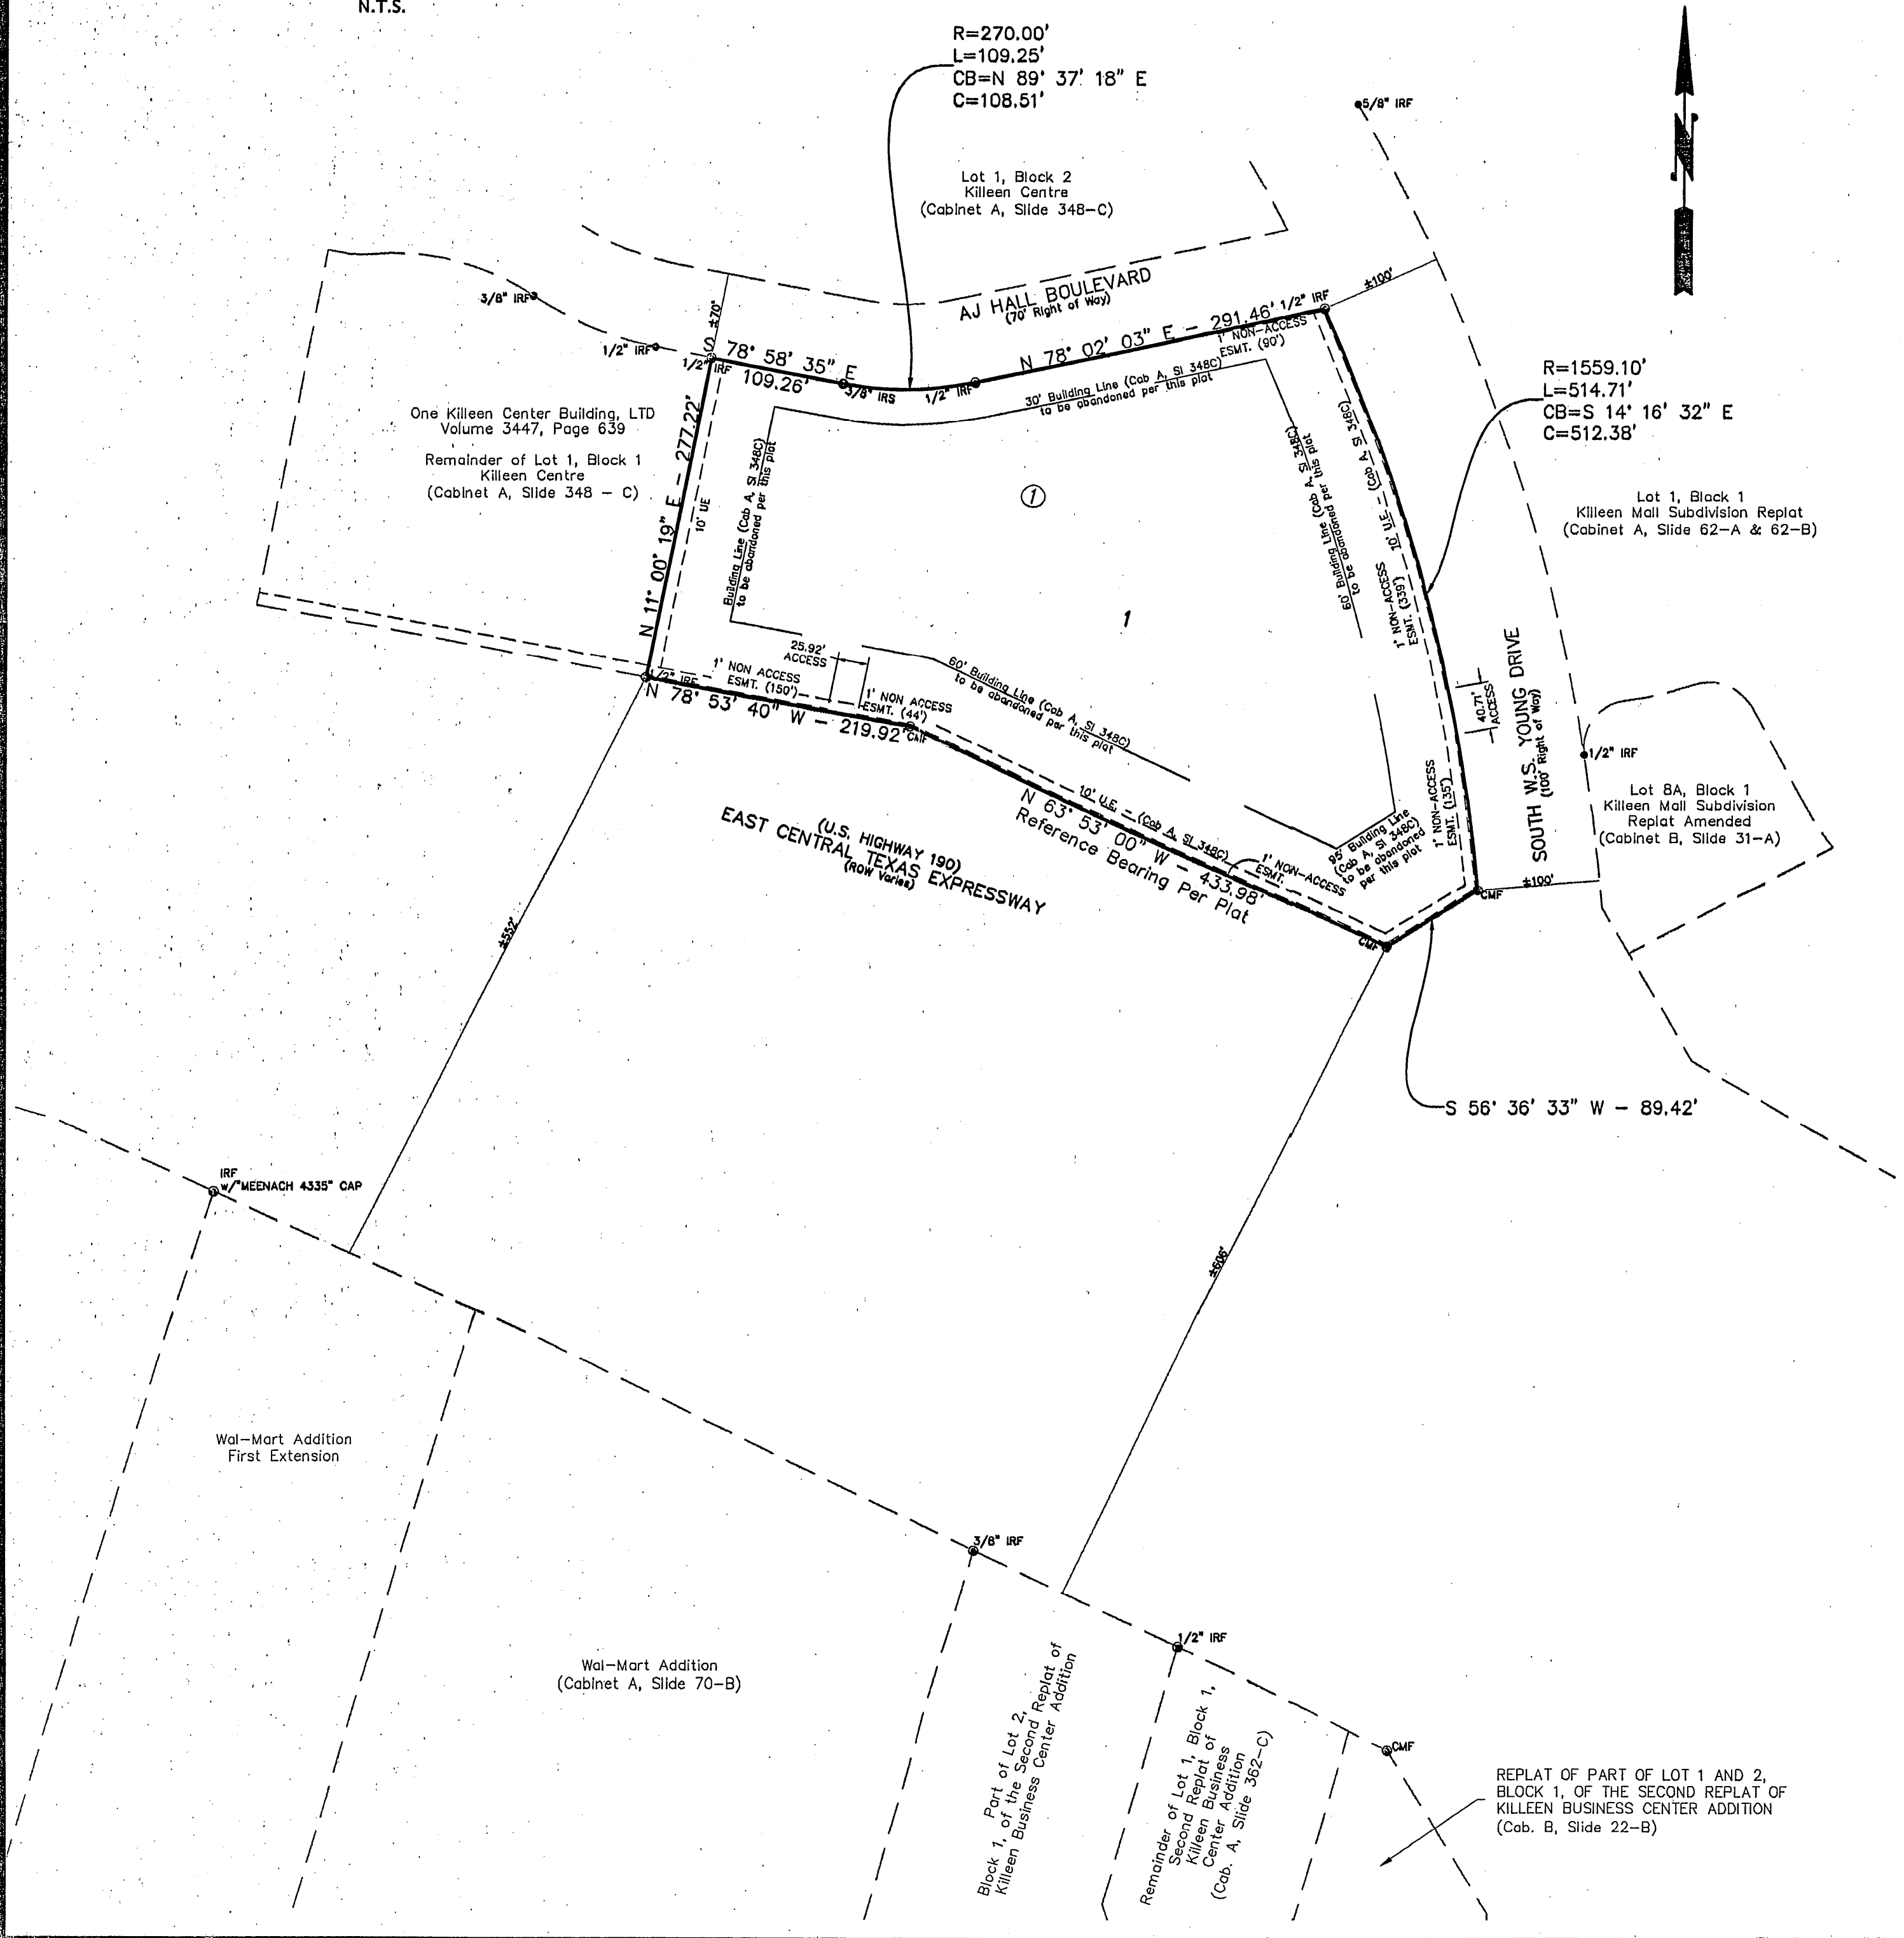 N.T.S.
R=270.00'
L=109.25'
CB=N 89° 37' 18" E
C=108.51'
5/8" IRF
N
Lot 1, Block 2
Killeen Centre
(Cabinet A, Slide 348-C)
AJ HALL BOULEVARD
(70' Right of Way)
±100'
±70'
3/8" IRF
1/2" IRF
1/2" IRF
S 78° 58' 35" E
109.26'
3/8" IRS
1/2" IRF
N 78° 02' 03" E - 291.46'
1/2" IRF
1' NON-ACCESS
ESMT. (90')
30' Building Line (Cab A, Sl 348C)
to be abandoned per this plat
R=1559.10'
L=514.71'
CB=S 14° 16' 32" E
C=512.38'
One Killeen Center Building, LTD
Volume 3447, Page 639
Remainder of Lot 1, Block 1
Killeen Centre
(Cabinet A, Slide 348 - C)
N 11° 00' 19" E - 277.22'
10' UE
Building Line (Cab A, Sl 348C)
to be abandoned per this plat
1
1
60' Building Line (Cab A, Sl 348C)
to be abandoned per this plat
10' U.E. - (Cab A, Sl 348C)
1' NON-ACCESS
ESMT. (339')
Lot 1, Block 1
Killeen Mall Subdivision Replat
(Cabinet A, Slide 62-A & 62-B)
25.92'
ACCESS
1' NON ACCESS
ESMT. (150')
1' NON ACCESS
ESMT. (44')
1/2" IRF
N 78° 53' 40" W - 219.92'
CMF
60' Building Line (Cab A, Sl 348C)
to be abandoned per this plat
40.71'
ACCESS
SOUTH W.S. YOUNG DRIVE
(100' Right of Way)
1/2" IRF
Lot 8A, Block 1
Killeen Mall Subdivision
Replat Amended
(Cabinet B, Slide 31-A)
1' NON-ACCESS
ESMT. (135')
95' Building Line
(Cab A, Sl 348C)
to be abandoned
per this plat
10' U.E. - (Cab A, Sl 348C)
N 63° 53' 00" W - 433.98'
Reference Bearing Per Plat
1' NON-ACCESS
ESMT.
(U.S. HIGHWAY 190)
EAST CENTRAL TEXAS EXPRESSWAY
(ROW Varies)
CMF
±100'
CMF
±552'
S 56° 36' 33" W - 89.42'
IRF
w/"MEENACH 4335" CAP
±606'
Wal-Mart Addition
First Extension
3/8" IRF
Wal-Mart Addition
(Cabinet A, Slide 70-B)
1/2" IRF
Part of Lot 2,
Block 1, of the Second Replat of
Killeen Business Center Addition
Remainder of Lot 1, Block 1,
Second Replat of
Killeen Business
Center Addition
(Cab. A, Slide 362-C)
CMF
REPLAT OF PART OF LOT 1 AND 2,
BLOCK 1, OF THE SECOND REPLAT OF
KILLEEN BUSINESS CENTER ADDITION
(Cab. B, Slide 22-B)